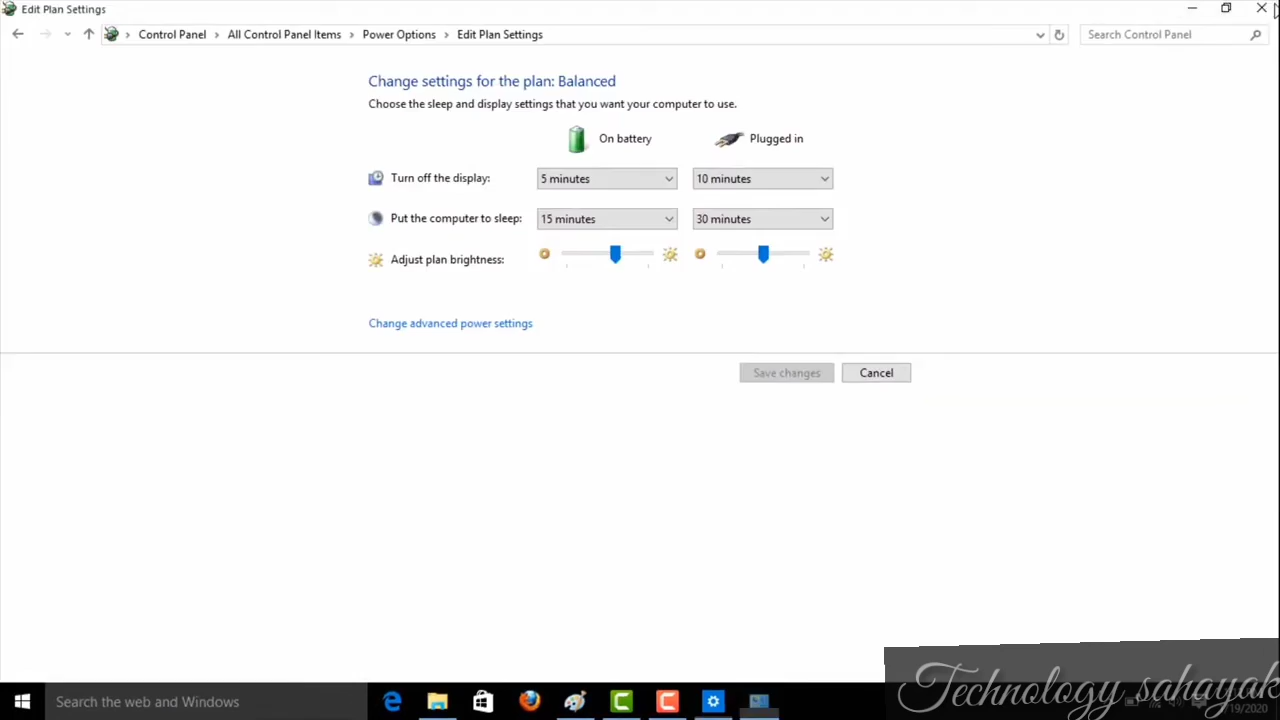 Edit Plan Settings
Control Panel > All Control Panel Items > Power Options > Edit Plan Settings
Search Control Panel
Change settings for the plan: Balanced
Choose the sleep and display settings that you want your computer to use.
On battery Plugged in
Turn off the display: 5 minutes 10 minutes
Put the computer to sleep: 15 minutes 30 minutes
Adjust plan brightness:
Change advanced power settings
Save changes Cancel
Search the web and Windows
Technology sahayak
/19/2020